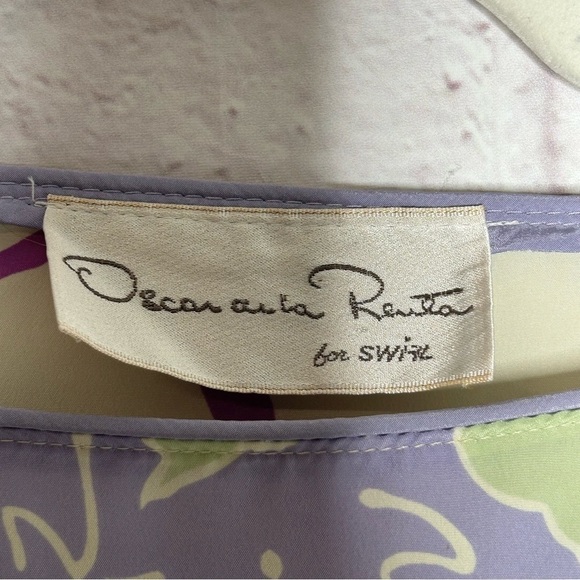 Oscar de la Renta
for SWIRL